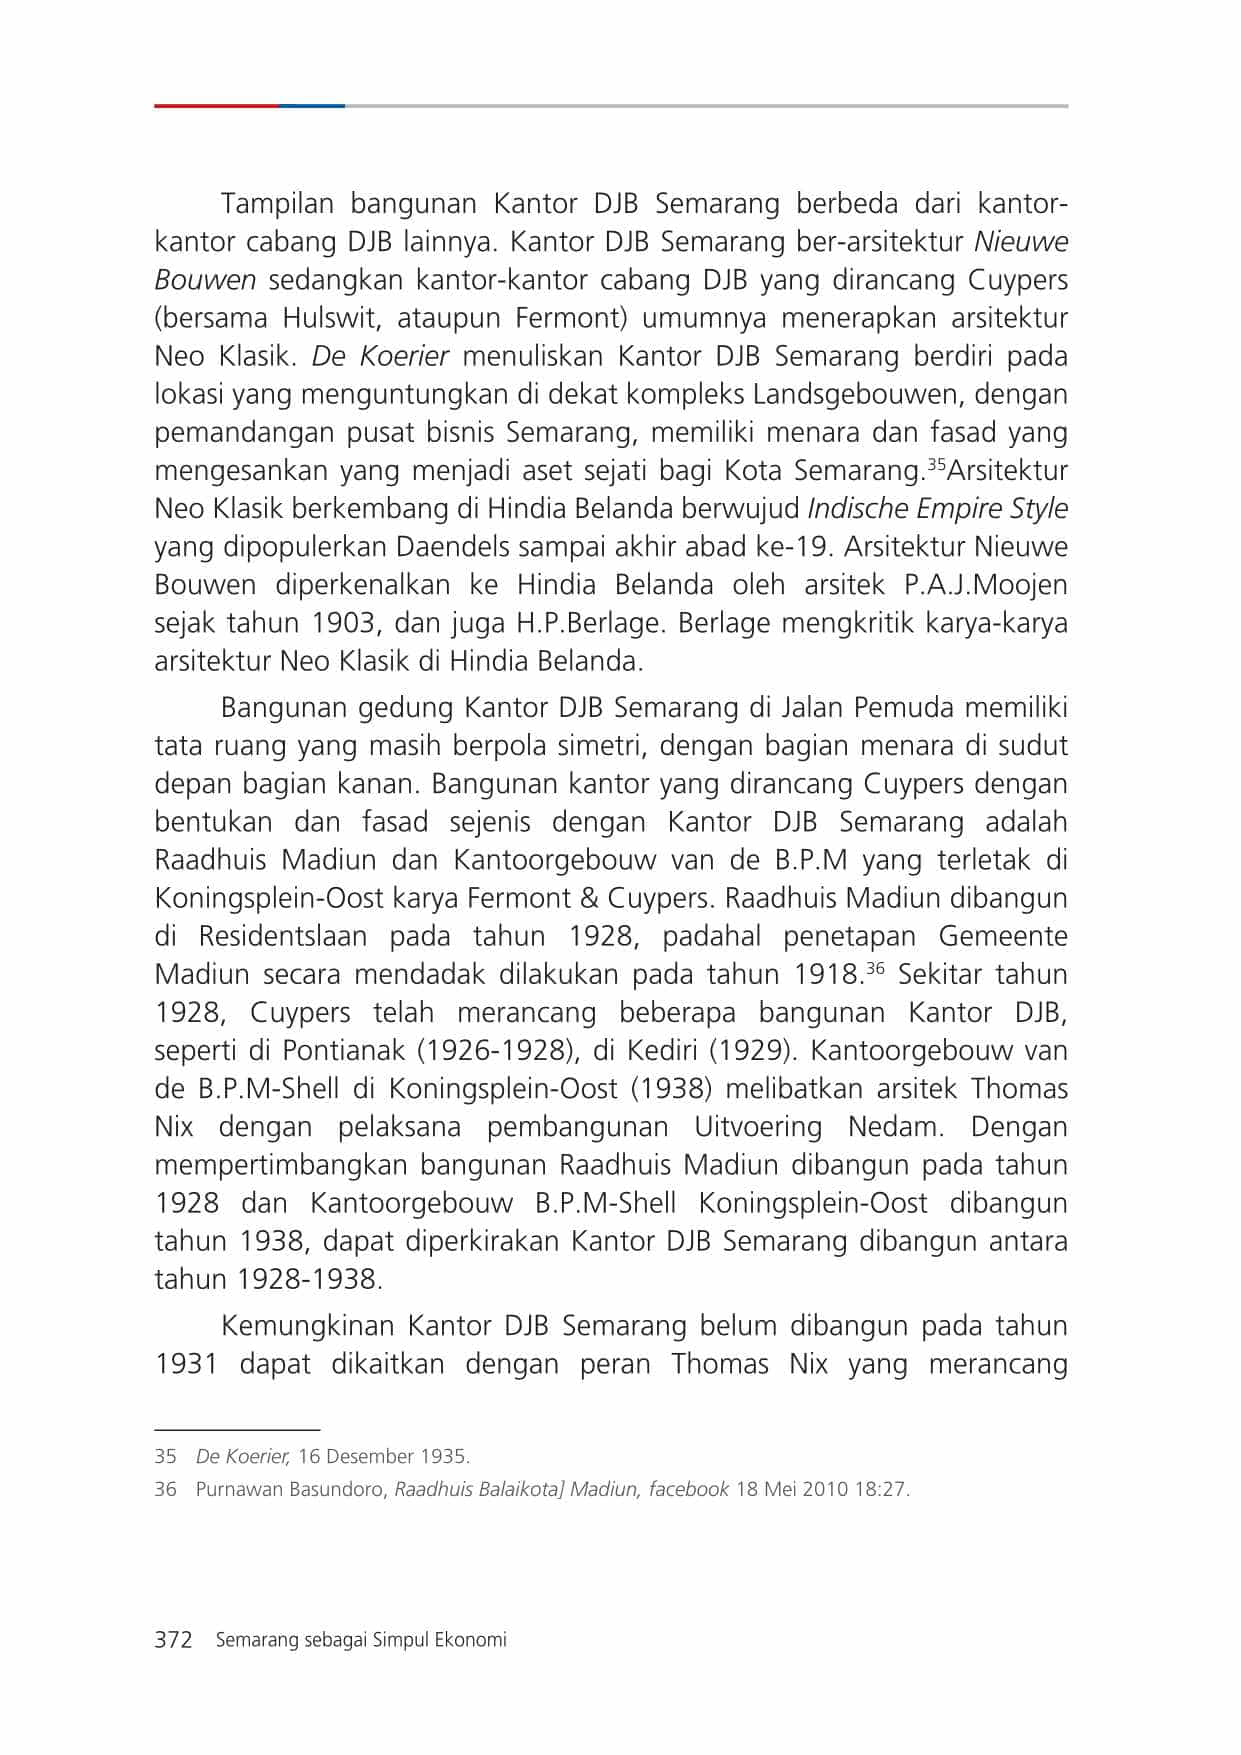 Tampilan bangunan Kantor DJB Semarang berbeda dari kantor-
kantor cabang DJB lainnya. Kantor DJB Semarang ber-arsitektur Nieuwe
Bouwen sedangkan kantor-kantor cabang DJB yang dirancang Cuypers
(bersama Hulswit, ataupun Fermont) umumnya menerapkan arsitektur
Neo Klasik. De Koerier menuliskan Kantor DJB Semarang berdiri pada
lokasi yang menguntungkan di dekat kompleks Landsgebouwen, dengan
pemandangan pusat bisnis Semarang, memiliki menara dan fasad yang
mengesankan yang menjadi aset sejati bagi Kota Semarang.35Arsitektur
Neo Klasik berkembang di Hindia Belanda berwujud Indische Empire Style
yang dipopulerkan Daendels sampai akhir abad ke-19. Arsitektur Nieuwe
Bouwen diperkenalkan ke Hindia Belanda oleh arsitek P.A.J.Moojen
sejak tahun 1903, dan juga H.P.Berlage. Berlage mengkritik karya-karya
arsitektur Neo Klasik di Hindia Belanda.
Bangunan gedung Kantor DJB Semarang di Jalan Pemuda memiliki
tata ruang yang masih berpola simetri, dengan bagian menara di sudut
depan bagian kanan. Bangunan kantor yang dirancang Cuypers dengan
bentukan dan fasad sejenis dengan Kantor DJB Semarang adalah
Raadhuis Madiun dan Kantoorgebouw van de B.P.M yang terletak di
Koningsplein-Oost karya Fermont & Cuypers. Raadhuis Madiun dibangun
di Residentslaan pada tahun 1928, padahal penetapan Gemeente
Madiun secara mendadak dilakukan pada tahun 1918.36 Sekitar tahun
1928, Cuypers telah merancang beberapa bangunan Kantor DJB,
seperti di Pontianak (1926-1928), di Kediri (1929). Kantoorgebouw van
de B.P.M-Shell di Koningsplein-Oost (1938) melibatkan arsitek Thomas
Nix dengan pelaksana pembangunan Uitvoering Nedam. Dengan
mempertimbangkan bangunan Raadhuis Madiun dibangun pada tahun
1928 dan Kantoorgebouw B.P.M-Shell Koningsplein-Oost dibangun
tahun 1938, dapat diperkirakan Kantor DJB Semarang dibangun antara
tahun 1928-1938.
Kemungkinan Kantor DJB Semarang belum dibangun pada tahun
1931 dapat dikaitkan dengan peran Thomas Nix yang merancang
35 De Koerier, 16 Desember 1935.
36 Purnawan Basundoro, Raadhuis Balaikota] Madiun, facebook 18 Mei 2010 18:27.
372 Semarang sebagai Simpul Ekonomi